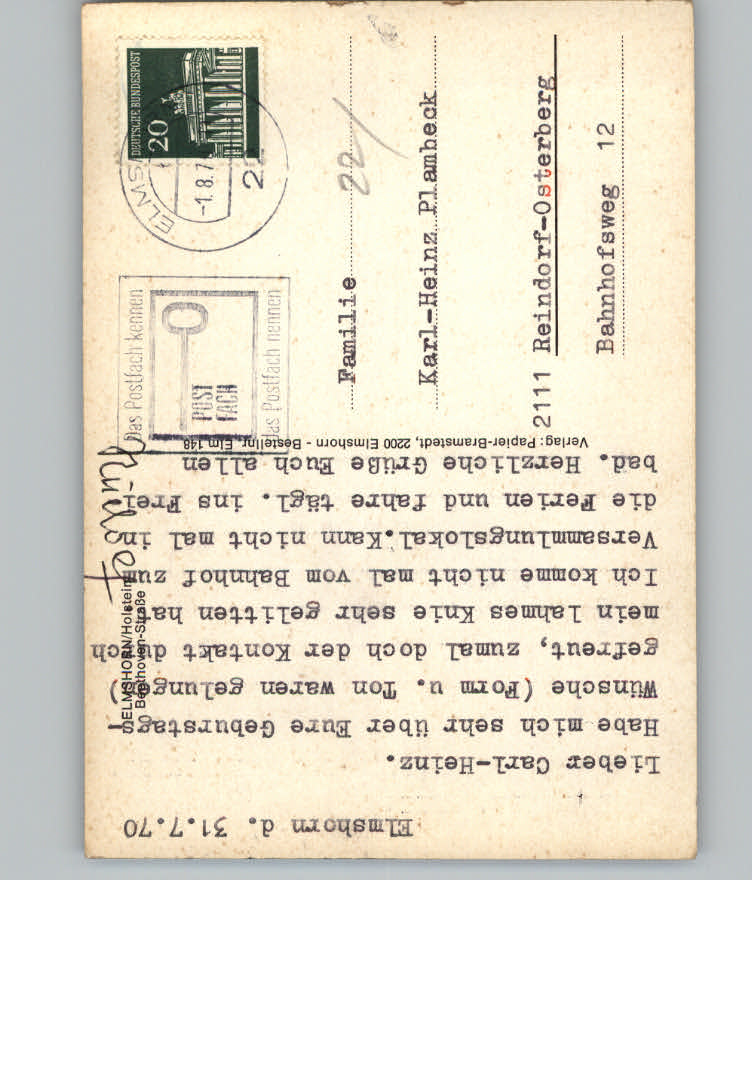 Elmshorn d. 31.7.70
Lieber Carl-Heinz.
Habe mich sehr über Eure Geburstags-
Wünsche (Form u. Ton waren gelungen)
gefreut, zumal doch der Kontakt durch
mein lahmes Knie sehr gelitten hat.
Ich komme nicht mal vom Bahnhof zum
Versammlungslokal.Kann nicht mal in
die Ferien und fahre tägl. ins Frei
bad. Herzliche Grüße Euch allen
ELMSHORN/Holstein
Beethoven-Straße
Verlag: Papier-Bramstedt, 2200 Elmshorn - Bestellnr. Elm 148
DEUTSCHE BUNDESPOST
20
ELMS
-1.8.7
22
Das Postfach kennen
POST
FACH
das Postfach nennen
22/
Familie
Karl-Heinz Plambeck
2111 Reindorf-Osterberg
Bahnhofsweg 12